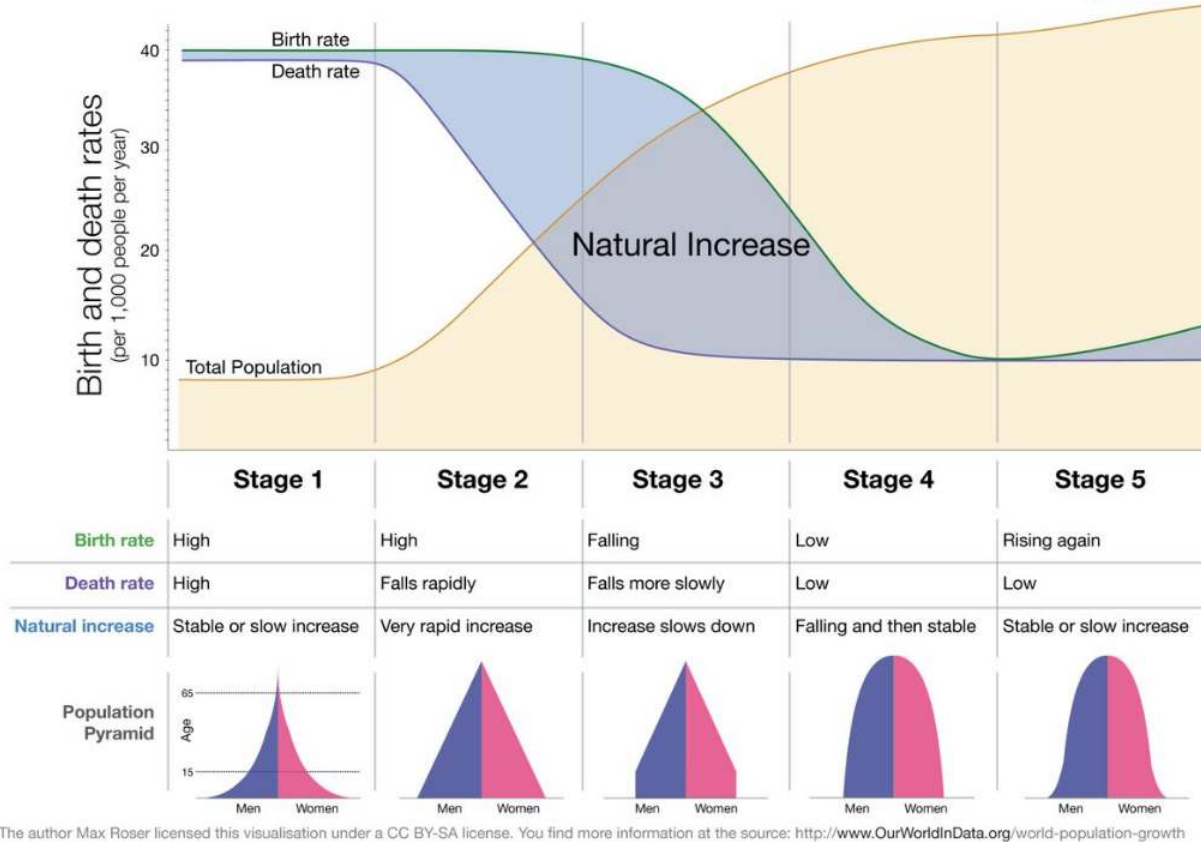 Birth and death rates
(per 1,000 people per year)
40
30
20
10
Birth rate
Death rate
Natural Increase
Total Population
Stage 1 Stage 2 Stage 3 Stage 4 Stage 5
Birth rate High High Falling Low Rising again
Death rate High Falls rapidly Falls more slowly Low Low
Natural increase Stable or slow increase Very rapid increase Increase slows down Falling and then stable Stable or slow increase
Population
Pyramid
65
Age
15
Men Women Men Women Men Women Men Women Men Women
The author Max Roser licensed this visualisation under a CC BY-SA license. You find more information at the source: http://www.OurWorldInData.org/world-population-growth